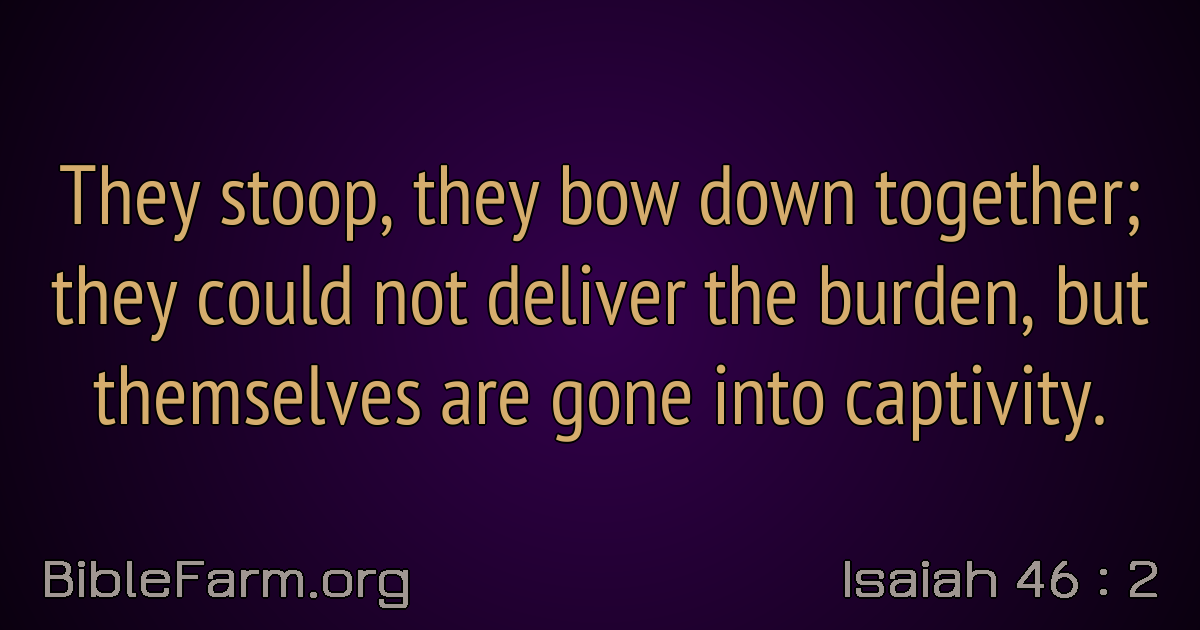 They stoop, they bow down together;
they could not deliver the burden, but
themselves are gone into captivity.
BibleFarm.org
Isaiah 46 : 2